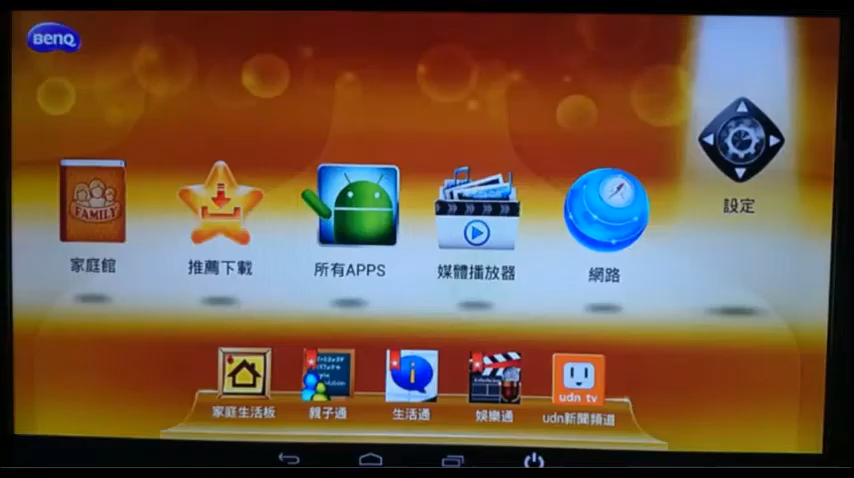 BenQ
FAMILY
設定
家庭館
推薦下載
所有APPS
媒體播放器
網路
udn tv
家庭生活板
親子通
生活通
娛樂通
udn新聞頻道